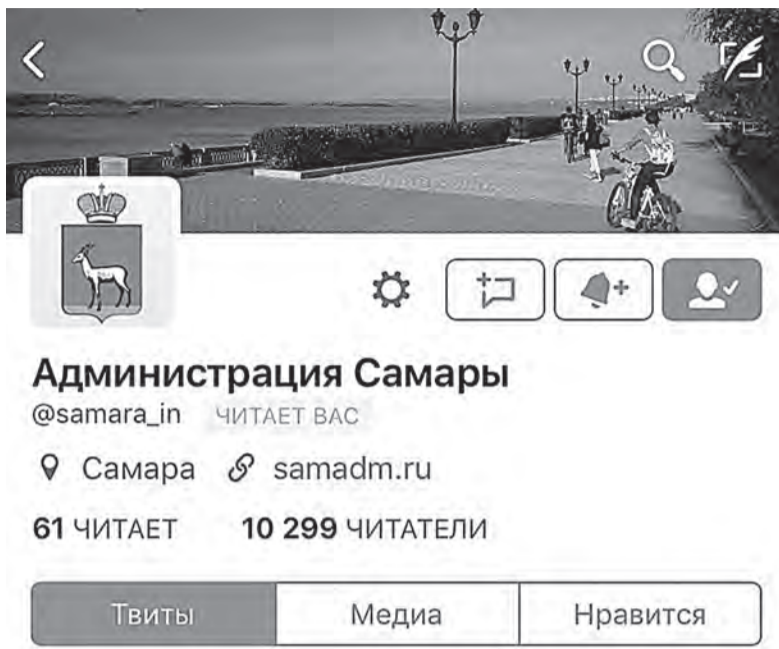 Администрация Самары
@samara_in ЧИТАЕТ ВАС
Самара samadm.ru
61 ЧИТАЕТ 10 299 ЧИТАТЕЛИ
Твиты Медиа Нравится